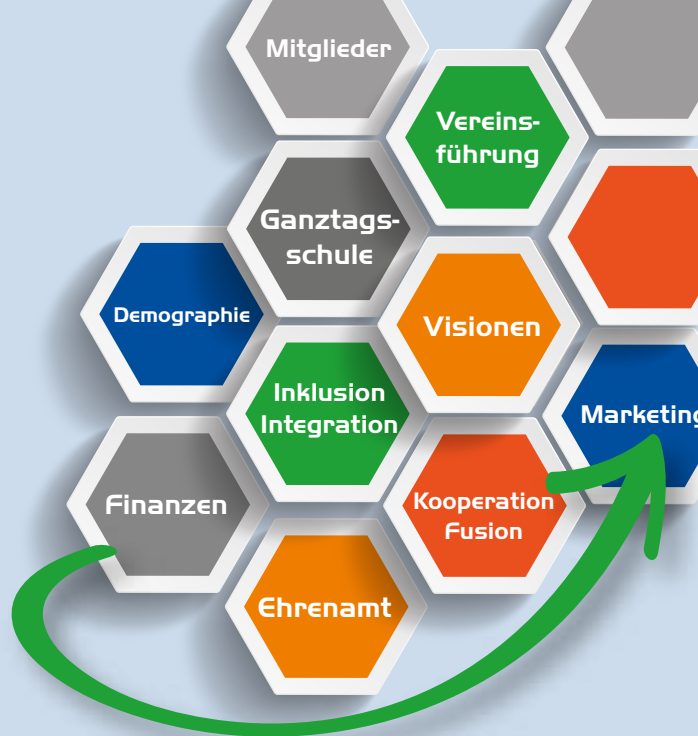 Mitglieder
Vereins-
führung
Ganztags-
schule
Demographie
Visionen
Inklusion
Integration
Marketing
Finanzen
Kooperation
Fusion
Ehrenamt